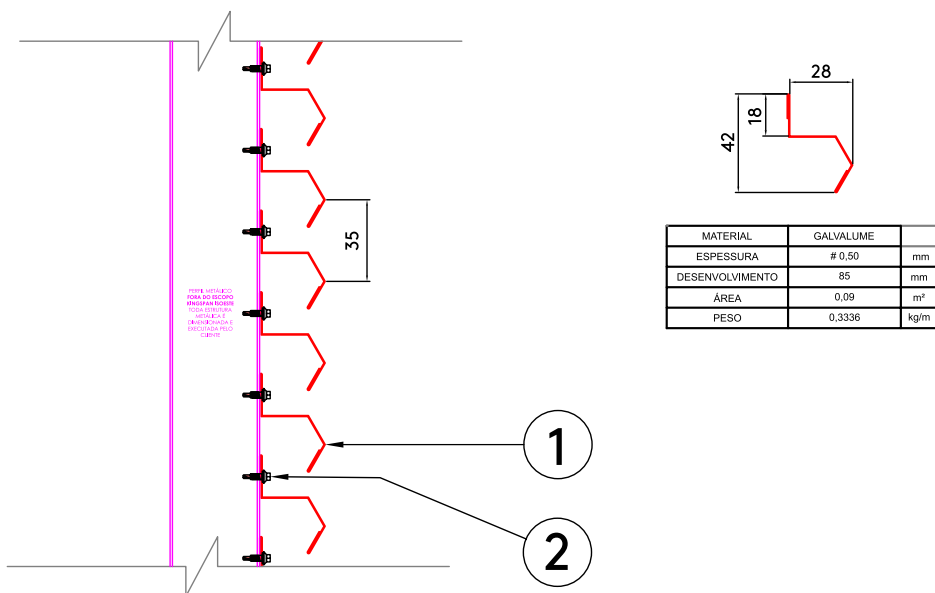 28
18
42
35
MATERIAL GALVALUME
ESPESSURA # 0,50 mm
DESENVOLVIMENTO 85 mm
ÁREA 0,09 m²
PESO 0,3336 kg/m
PERFIL METÁLICO
FORA DO ESCOPO
KINGSPAN ISOESTE
TODA ESTRUTURA
METÁLICA É
DIMENSIONADA E
EXECUTADA PELO
CLIENTE
1
2